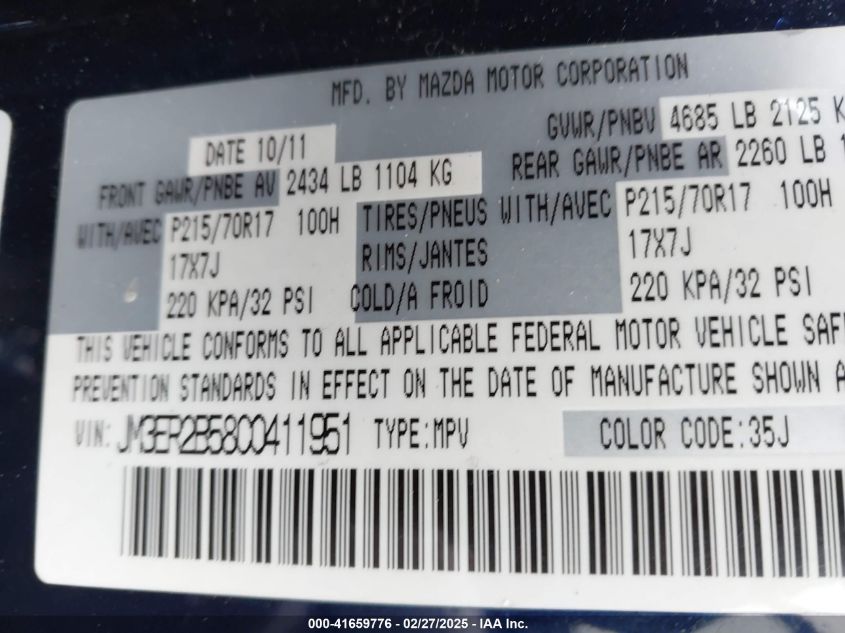 MFD. BY MAZDA MOTOR CORPORATION
DATE 10/11 GVWR/PNBV 4685 LB 2125 K
FRONT GAWR/PNBE AV 2434 LB 1104 KG REAR GAWR/PNBE AR 2260 LB 1
WITH/AVEC P215/70R17 100H TIRES/PNEUS WITH/AVEC P215/70R17 100H
17X7J RIMS/JANTES 17X7J
220 KPA/32 PSI COLD/A FROID 220 KPA/32 PSI
THIS VEHICLE CONFORMS TO ALL APPLICABLE FEDERAL MOTOR VEHICLE SAF
PREVENTION STANDARDS IN EFFECT ON THE DATE OF MANUFACTURE SHOWN A
VIN: JM3ER2B58C0411951 TYPE:MPV COLOR CODE:35J
000-41659776 - 02/27/2025 - IAA Inc.